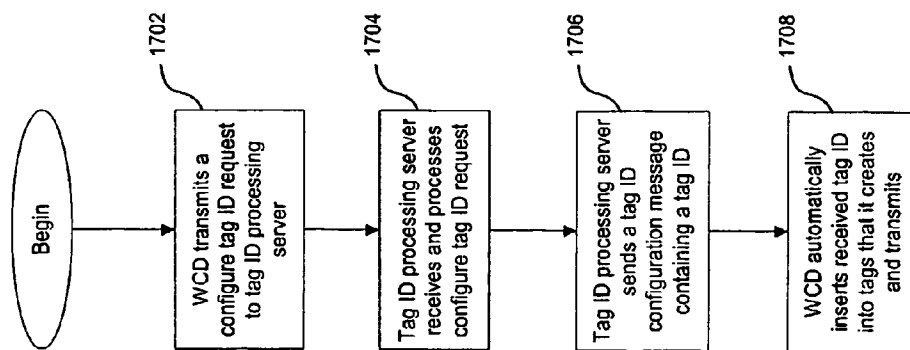 Begin
1702
WCD transmits a
configure tag ID request
to tag ID processing
server
1704
Tag ID processing server
receives and processes
configure tag ID request
1706
Tag ID processing server
sends a tag ID
configuration message
containing a tag ID
1708
WCD automatically
inserts received tag ID
into tags that it creates
and transmits